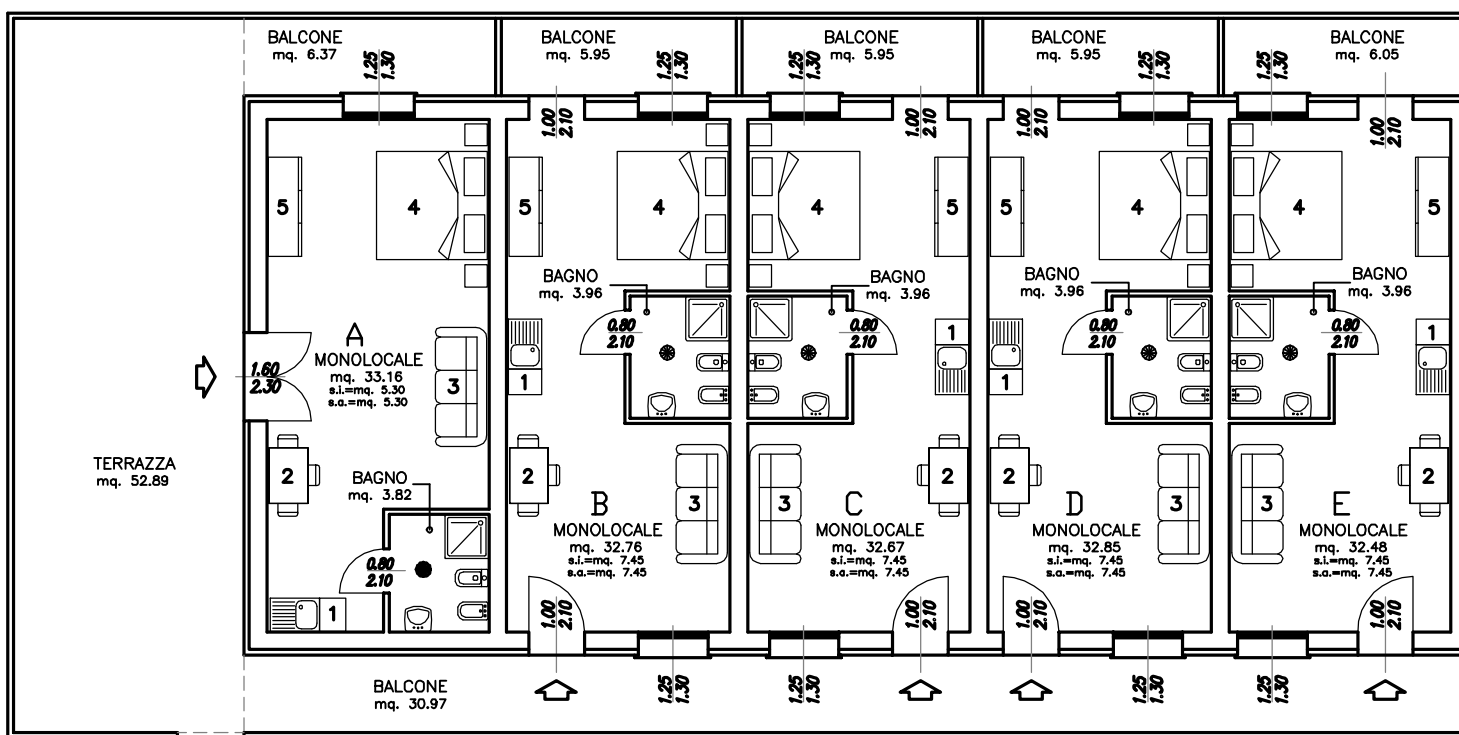 BALCONE
mq. 6.37
1.25
1.30
BALCONE
mq. 5.95
1.25
1.30
BALCONE
mq. 5.95
1.25
1.30
BALCONE
mq. 5.95
1.25
1.30
BALCONE
mq. 6.05
1.25
1.30
1.00
2.10
1.00
2.10
1.00
2.10
1.00
2.10
5
4
5
4
4
5
5
4
4
5
BAGNO
mq. 3.96
BAGNO
mq. 3.96
BAGNO
mq. 3.96
BAGNO
mq. 3.96
0.80
2.10
0.80
2.10
0.80
2.10
0.80
2.10
1
1
1
1
A
MONOLOCALE
mq. 33.16
s.i.=mq. 5.30
s.a.=mq. 5.30
3
1.60
2.30
TERRAZZA
mq. 52.89
2
BAGNO
mq. 3.82
0.80
2.10
1
2
3
B
MONOLOCALE
mq. 32.76
s.i.=mq. 7.45
s.a.=mq. 7.45
3
2
C
MONOLOCALE
mq. 32.67
s.i.=mq. 7.45
s.a.=mq. 7.45
2
3
D
MONOLOCALE
mq. 32.85
s.i.=mq. 7.45
s.a.=mq. 7.45
3
2
E
MONOLOCALE
mq. 32.48
s.i.=mq. 7.45
s.a.=mq. 7.45
1.00
2.10
1.00
2.10
1.00
2.10
1.00
2.10
BALCONE
mq. 30.97
1.25
1.30
1.25
1.30
1.25
1.30
1.25
1.30